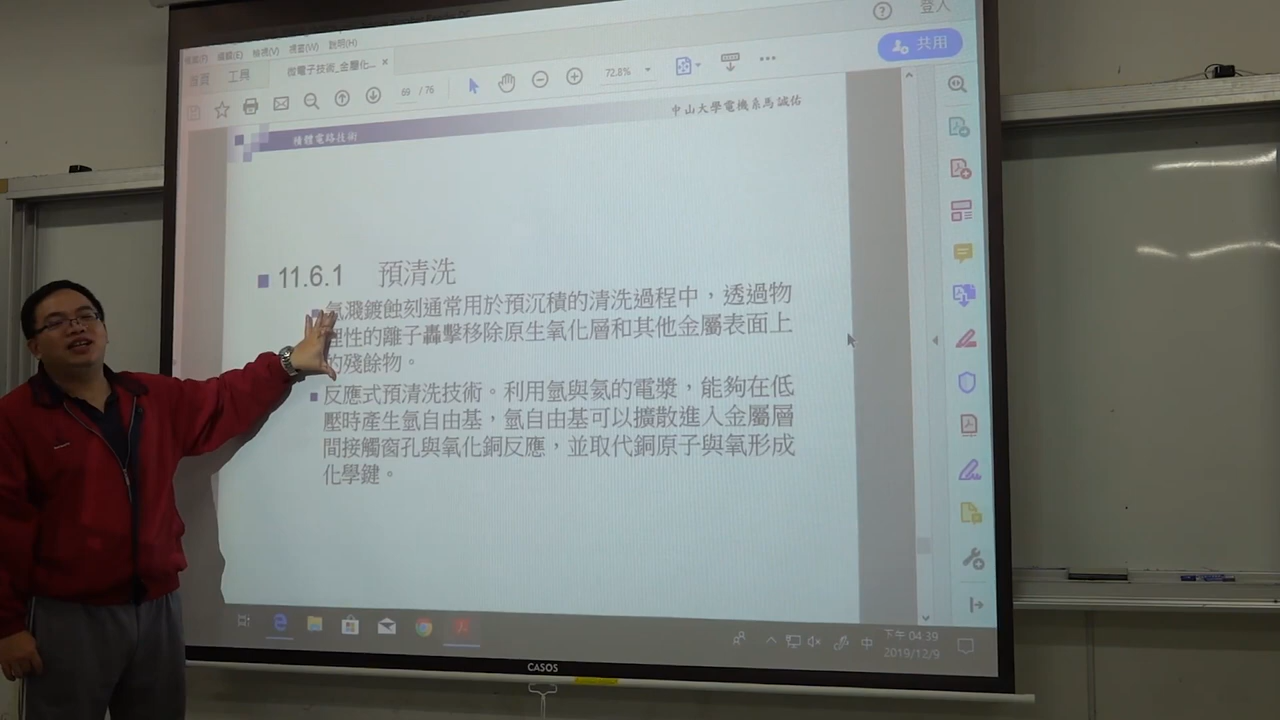 檢視(V) 視窗(W) 說明(H)
登入
首頁 工具 微電子技術_金屬化...
共用
69 / 76
72.8%
積體電路技術
中山大學電機系馬誠佑
11.6.1 預清洗
氬濺鍍蝕刻通常用於預沉積的清洗過程中，透過物
理性的離子轟擊移除原生氧化層和其他金屬表面上
的殘餘物。
反應式預清洗技術。利用氫與氦的電漿，能夠在低
壓時產生氫自由基，氫自由基可以擴散進入金屬層
間接觸窗孔與氧化銅反應，並取代銅原子與氧形成
化學鍵。
中
下午 04:39
2019/12/9
CASOS